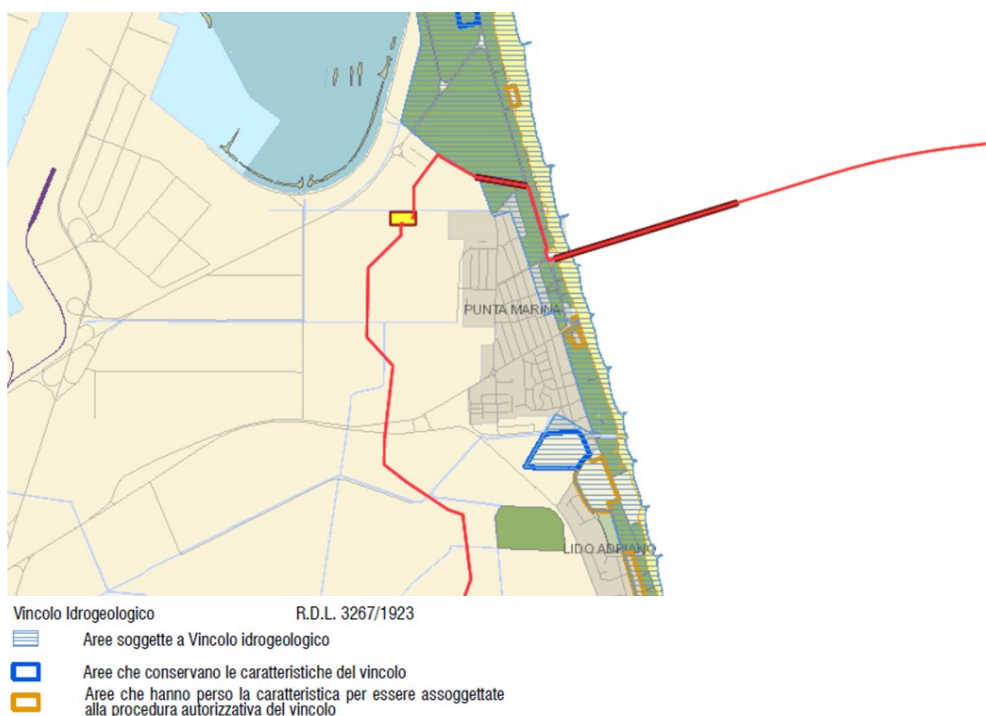 PUNTA MARINA
LIDO ADRIANO
Vincolo Idrogeologico R.D.L. 3267/1923
Aree soggette a Vincolo idrogeologico
Aree che conservano le caratteristiche del vincolo
Aree che hanno perso la caratteristica per essere assoggettate
alla procedura autorizzativa del vincolo